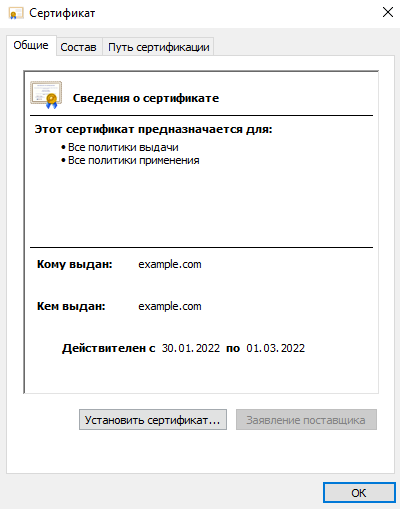 Сертификат
Общие Состав Путь сертификации
Сведения о сертификате
Этот сертификат предназначается для:
• Все политики выдачи
• Все политики применения
Кому выдан: example.com
Кем выдан: example.com
Действителен с 30.01.2022 по 01.03.2022
Установить сертификат... Заявление поставщика
ОК